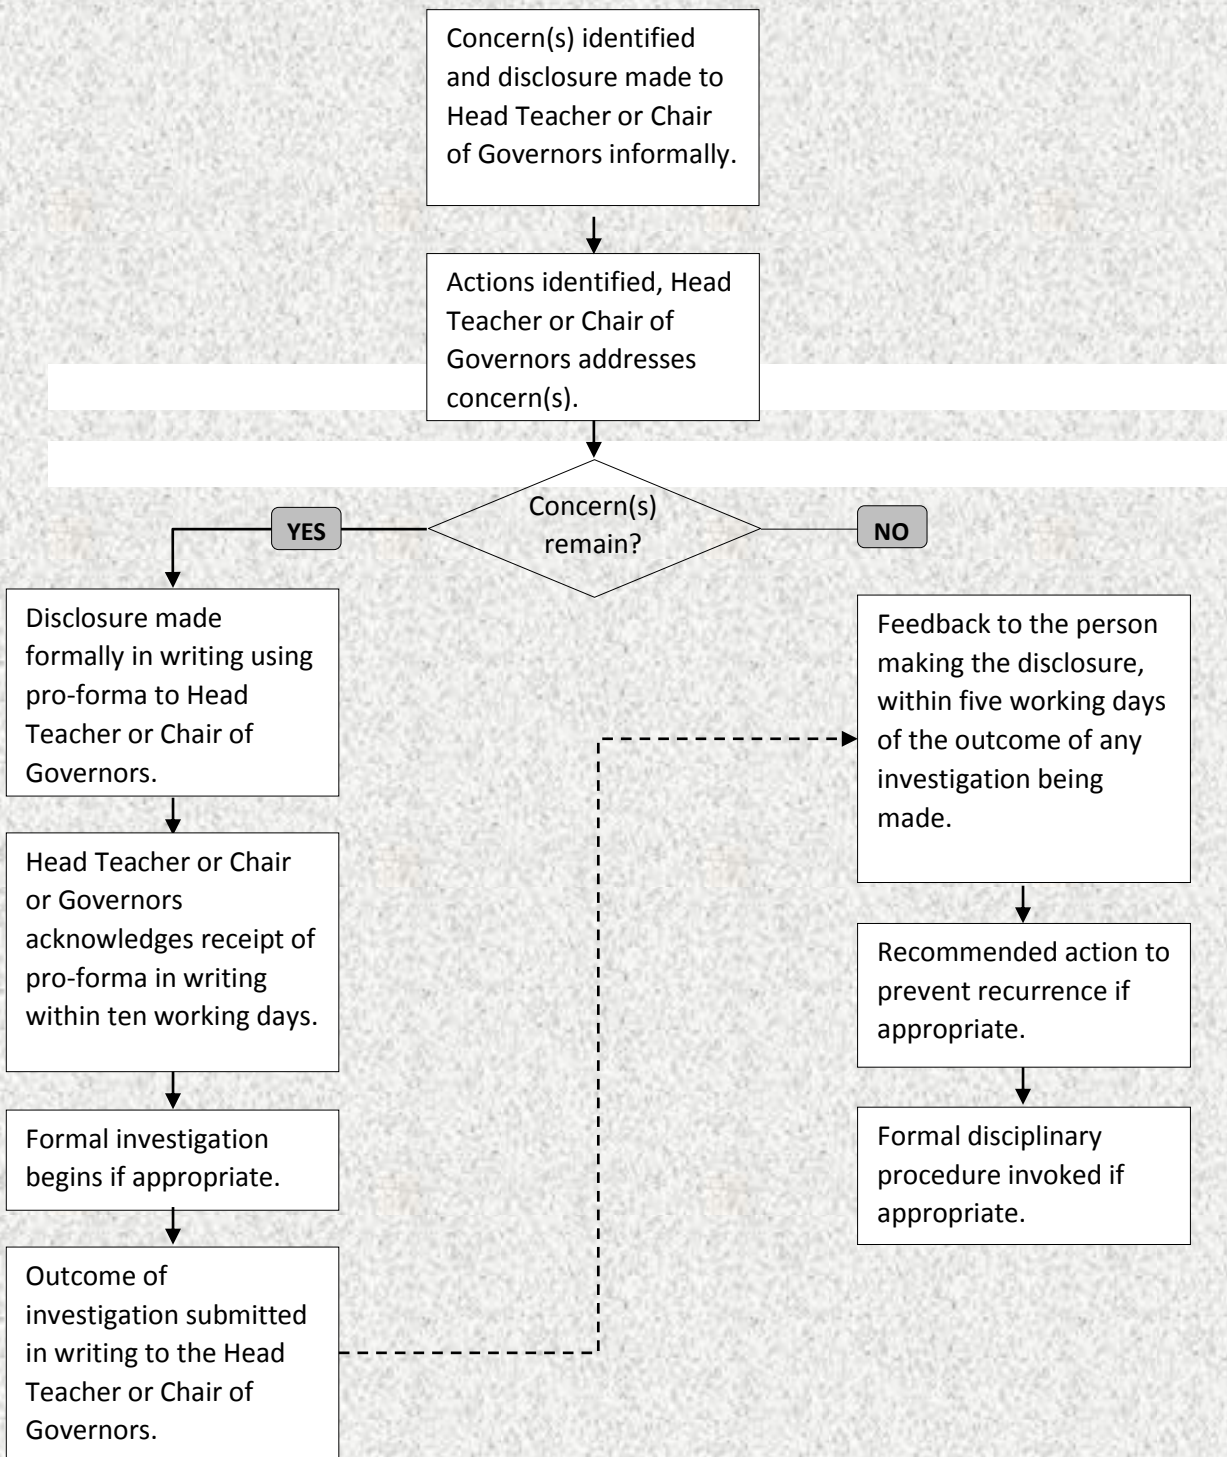 Concern(s) identified
and disclosure made to
Head Teacher or Chair
of Governors informally.
Actions identified, Head
Teacher or Chair of
Governors addresses
concern(s).
Concern(s)
remain?
YES
NO
Disclosure made
formally in writing using
pro-forma to Head
Teacher or Chair of
Governors.
Head Teacher or Chair
or Governors
acknowledges receipt of
pro-forma in writing
within ten working days.
Formal investigation
begins if appropriate.
Outcome of
investigation submitted
in writing to the Head
Teacher or Chair of
Governors.
Feedback to the person
making the disclosure,
within five working days
of the outcome of any
investigation being
made.
Recommended action to
prevent recurrence if
appropriate.
Formal disciplinary
procedure invoked if
appropriate.